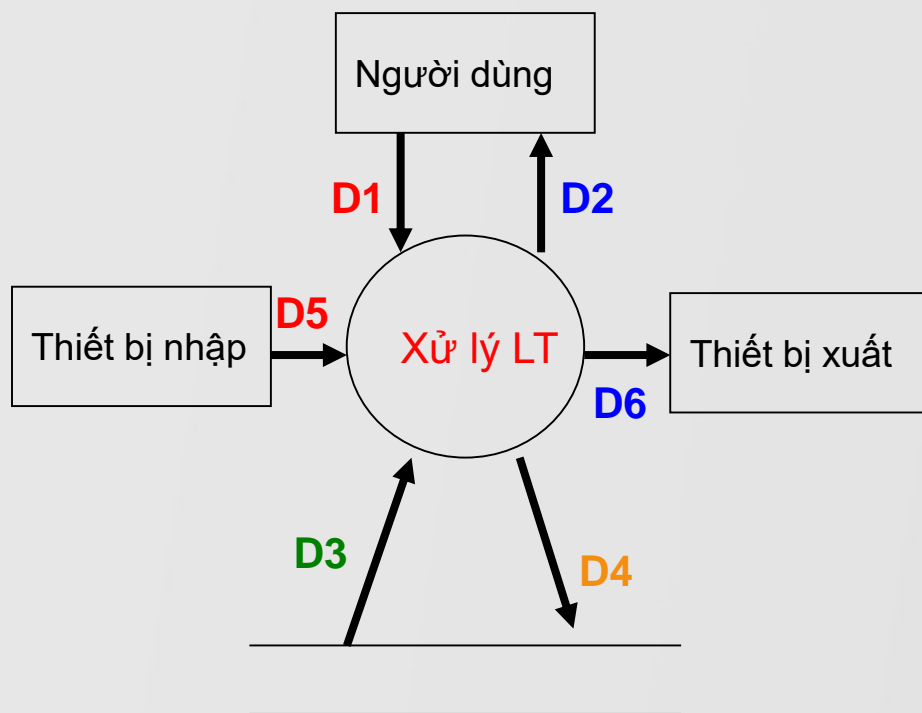 Người dùng
D1
D2
Thiết bị nhập
D5
Xử lý LT
Thiết bị xuất
D6
D3
D4